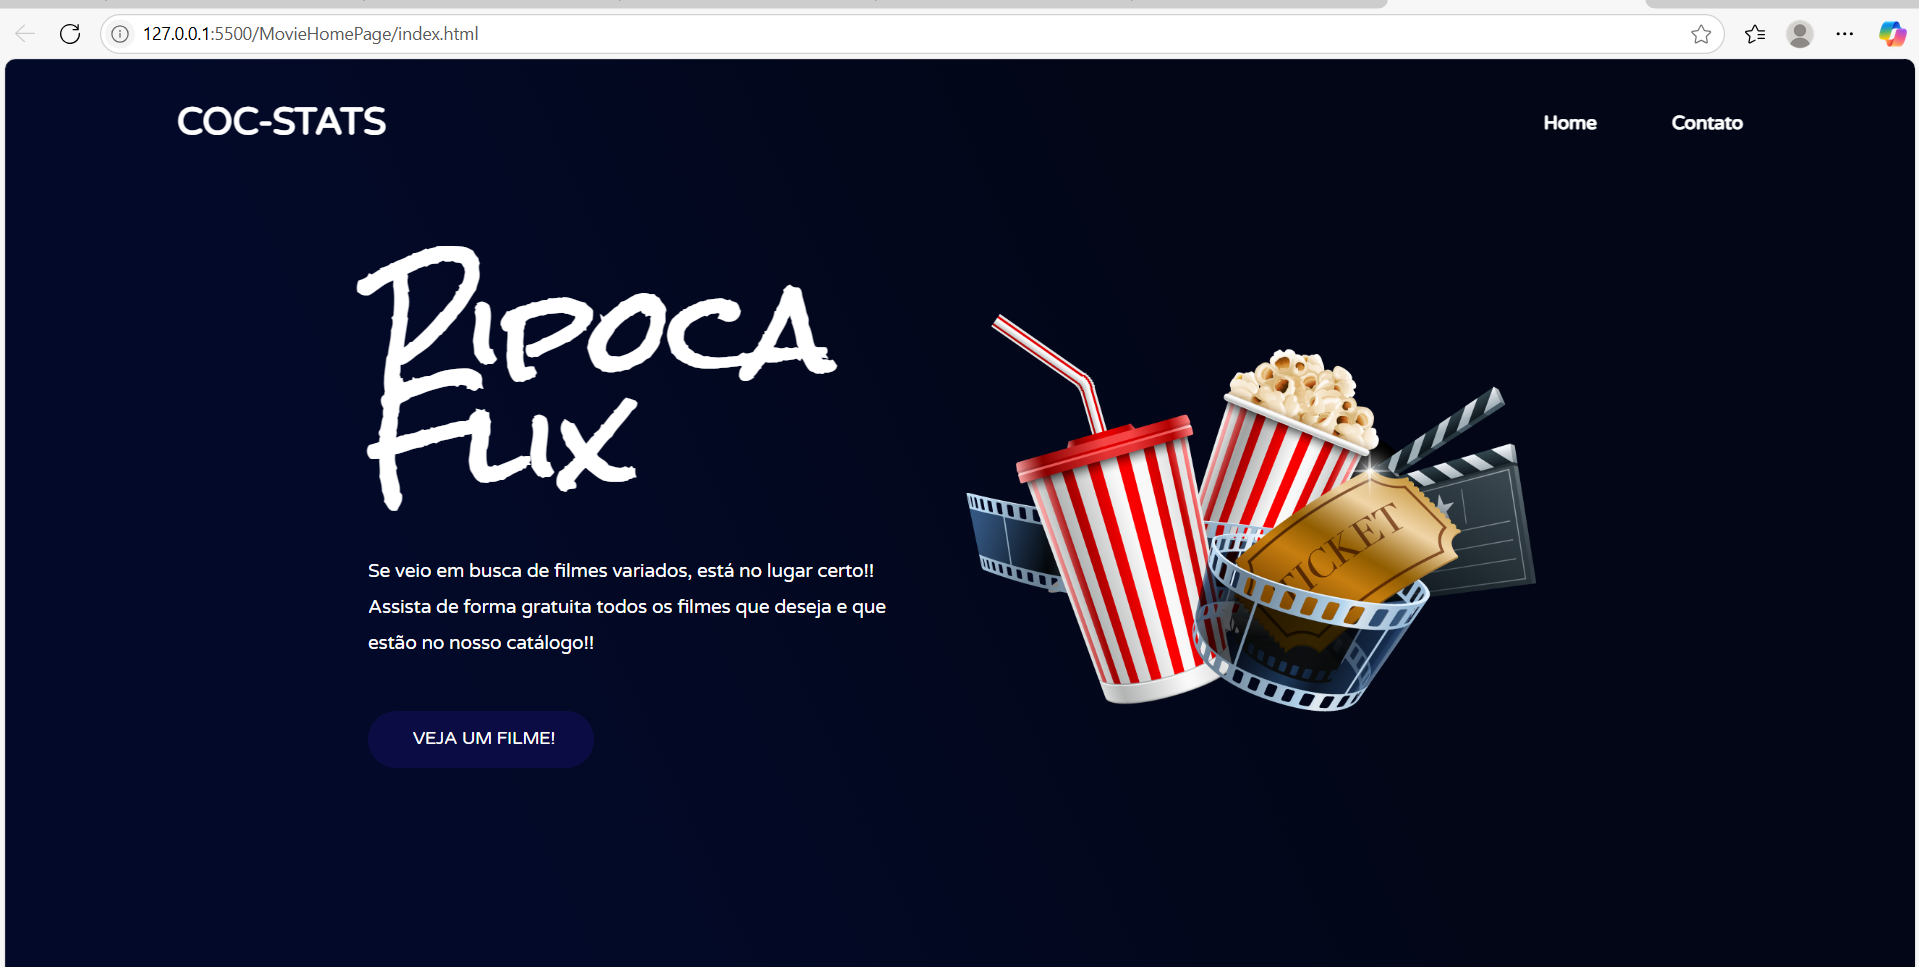 127.0.0.1:5500/MovieHomePage/index.html
COC-STATS
Home
Contato
Pipoca
Flix
Se veio em busca de filmes variados, está no lugar certo!!
Assista de forma gratuita todos os filmes que deseja e que
estão no nosso catálogo!!
VEJA UM FILME!
TICKET